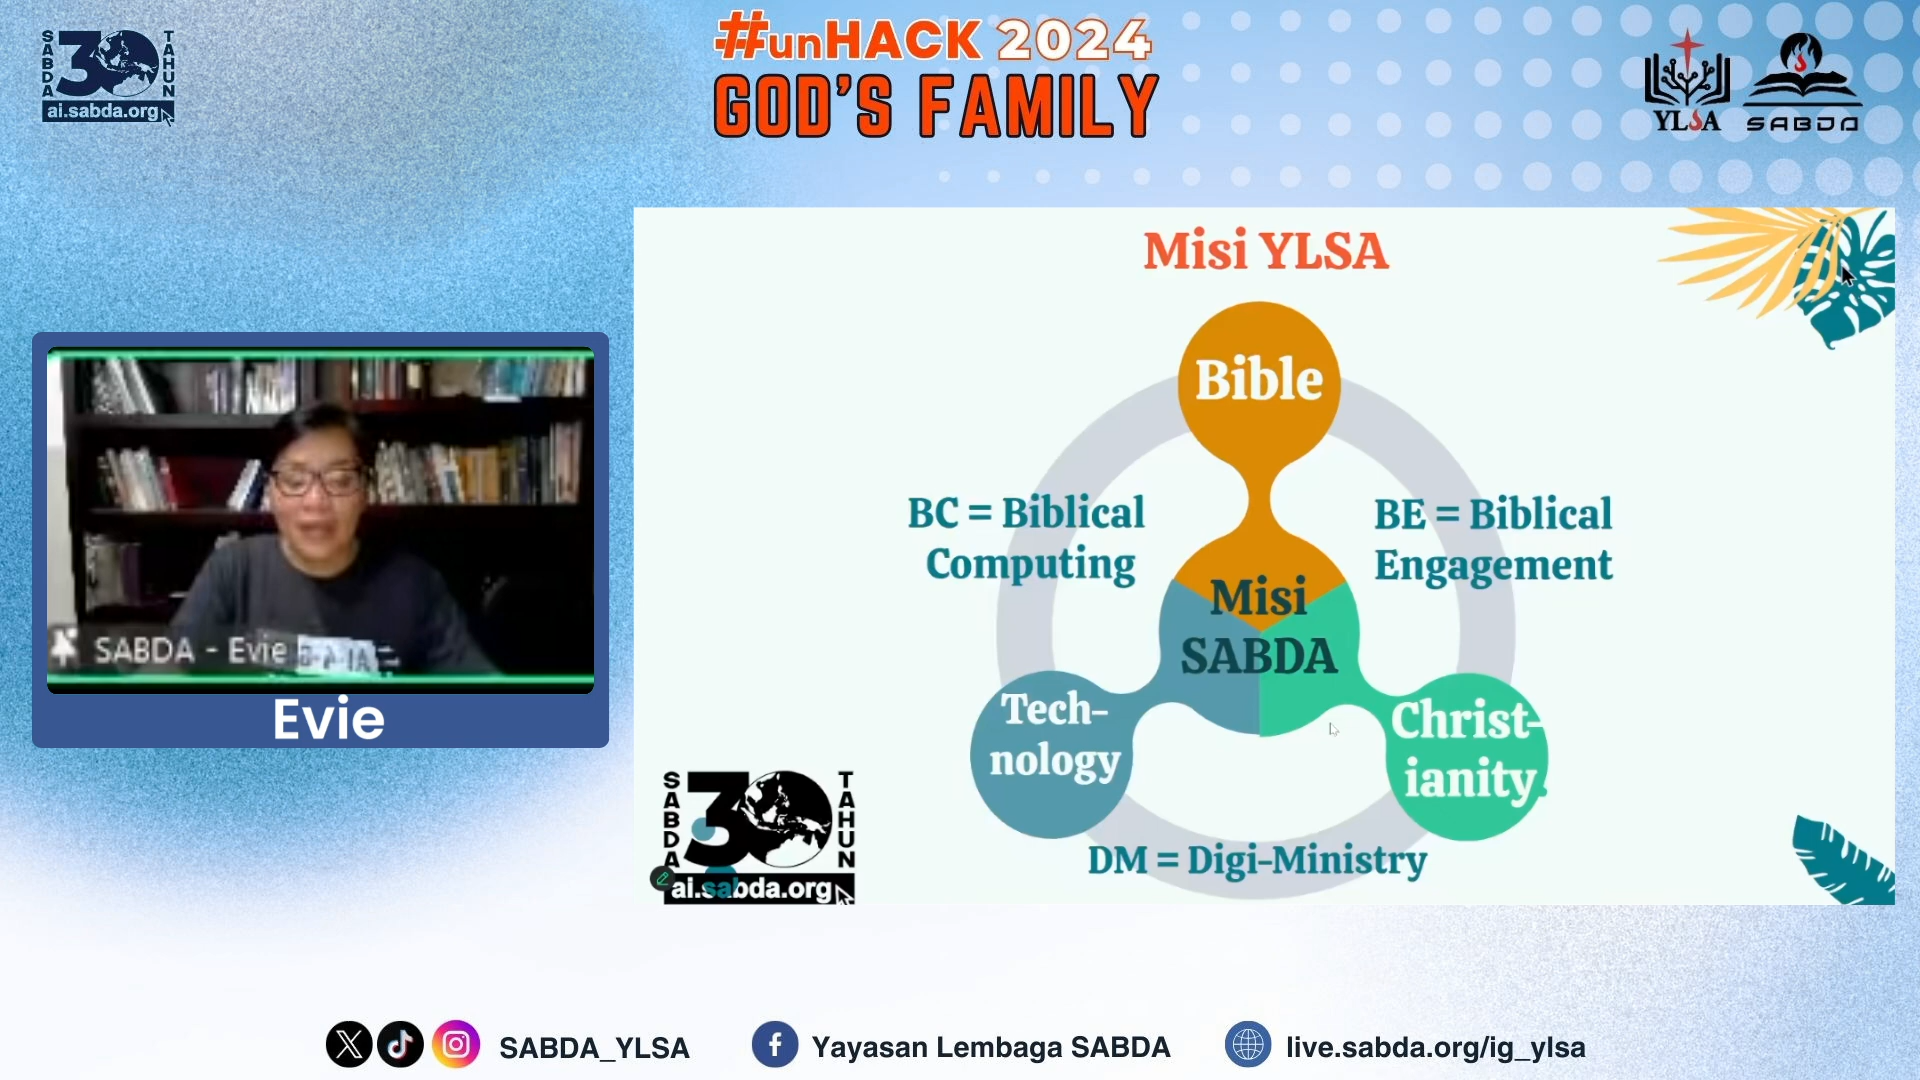 SABDA
30
TAHUN
ai.sabda.org
#unHACK 2024
GOD'S FAMILY
YLSA
SABDA
Misi YLSA
Bible
BC = Biblical
Computing
BE = Biblical
Engagement
Misi
SABDA
Tech-
nology
Christ-
ianity.
DM = Digi-Ministry
SABDA
30
TAHUN
ai.sabda.org
SABDA - Evie
Evie
SABDA_YLSA
Yayasan Lembaga SABDA
live.sabda.org/ig_ylsa